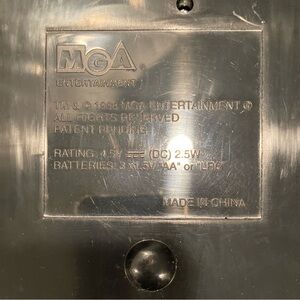 MGA
ENTERTAINMENT
TM & © 1998 MGA ENTERTAINMENT ®
ALL RIGHTS RESERVED
PATENT PENDING
RATING: 4.5V (DC) 2.5W
BATTERIES: 3 x 1.5V "AA" or "LR6"
MADE IN CHINA